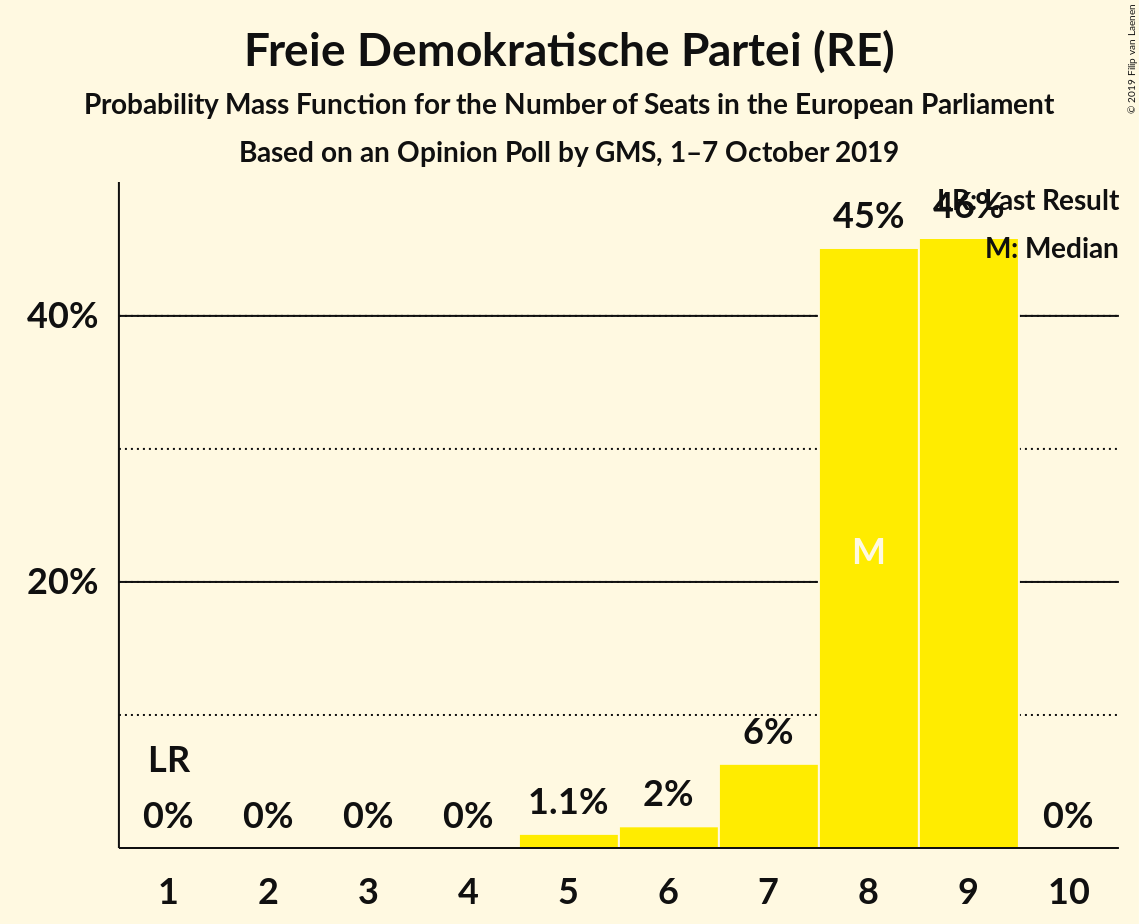 © 2019 Filip van Laenen
Freie Demokratische Partei (RE)
Probability Mass Function for the Number of Seats in the European Parliament
Based on an Opinion Poll by GMS, 1–7 October 2019
LR: Last Result
M: Median
45%
46%
40%
20%
M
LR
0%
0%
0%
0%
1.1%
2%
6%
0%
1 2 3 4 5 6 7 8 9 10